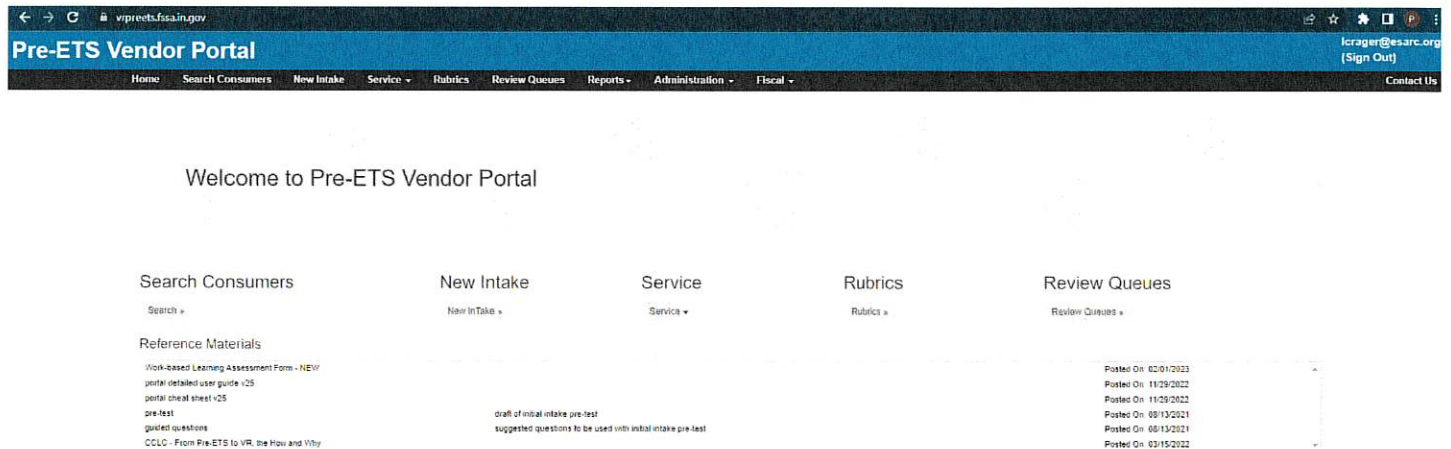 vrpreets.fssa.in.gov
P
Pre-ETS Vendor Portal
lcrager@esarc.org
(Sign Out)
Home Search Consumers New Intake Service Rubrics Review Queues Reports Administration Fiscal Contact Us
Welcome to Pre-ETS Vendor Portal
Search Consumers New Intake Service Rubrics Review Queues
Search » New InTake » Service Rubrics » Review Queues »
Reference Materials
Work-based Learning Assessment Form - NEW Posted On 02/01/2023
portal detailed user guide v25 Posted On 11/29/2022
portal cheat sheet v25 Posted On 11/29/2022
pre-test draft of initial intake pre-test Posted On 08/13/2021
guided questions suggested questions to be used with initial intake pre-test Posted On 08/13/2021
CCLC - From Pre-ETS to VR, the How and Why Posted On 03/15/2022